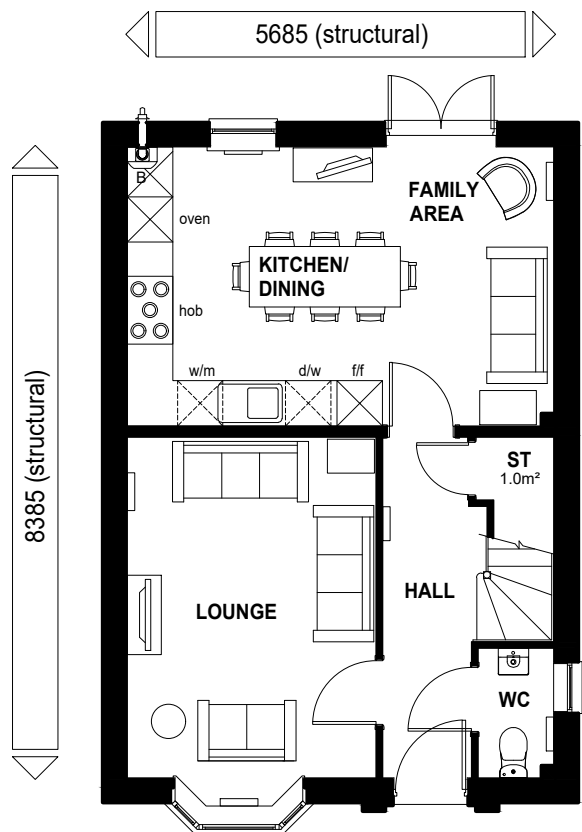 5685 (structural)
8385 (structural)
B
oven
hob
FAMILY
AREA
KITCHEN/
DINING
w/m
d/w
f/f
ST
1.0m²
LOUNGE
HALL
WC